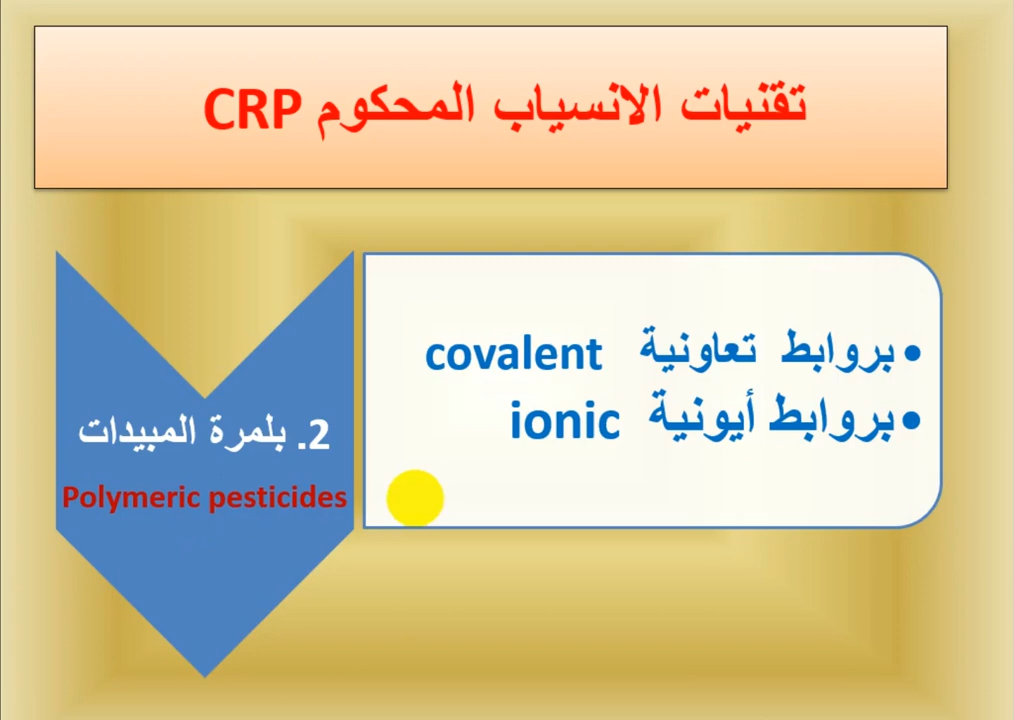 تقنيات الانسياب المحكوم CRP
2. بلمرة المبيدات
Polymeric pesticides
• بروابط تعاونية covalent
• بروابط أيونية ionic